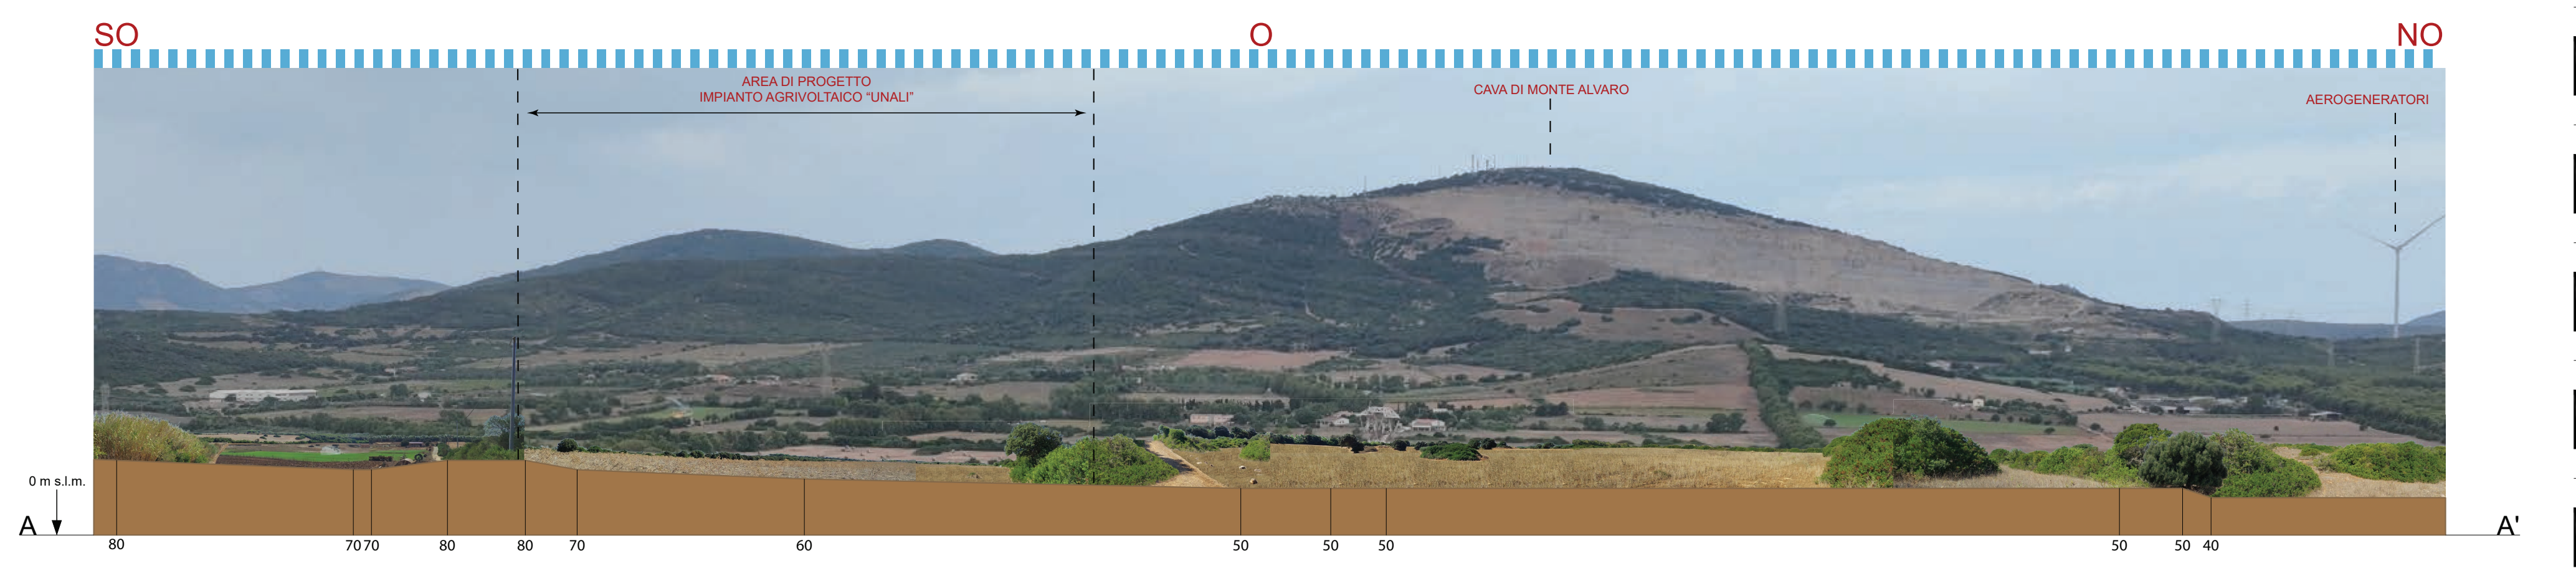 SO
O
NO
AREA DI PROGETTO
IMPIANTO AGRIVOLTAICO “UNALI”
CAVA DI MONTE ALVARO
AEROGENERATORI
0 m s.l.m.
A
A'
80 70 70 80 80 70 60 50 50 50 50 50 40